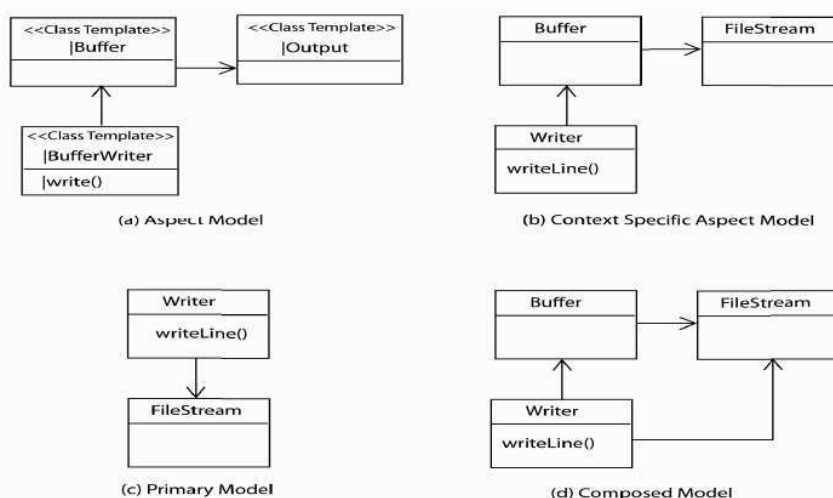 <<Class Template>>
|Buffer
<<Class Template>>
|Output
<<Class Template>>
|BufferWriter
|write()
(a) Aspect Model
Buffer
FileStream
Writer
writeLine()
(b) Context Specific Aspect Model
Writer
writeLine()
FileStream
(c) Primary Model
Buffer
FileStream
Writer
writeLine()
(d) Composed Model